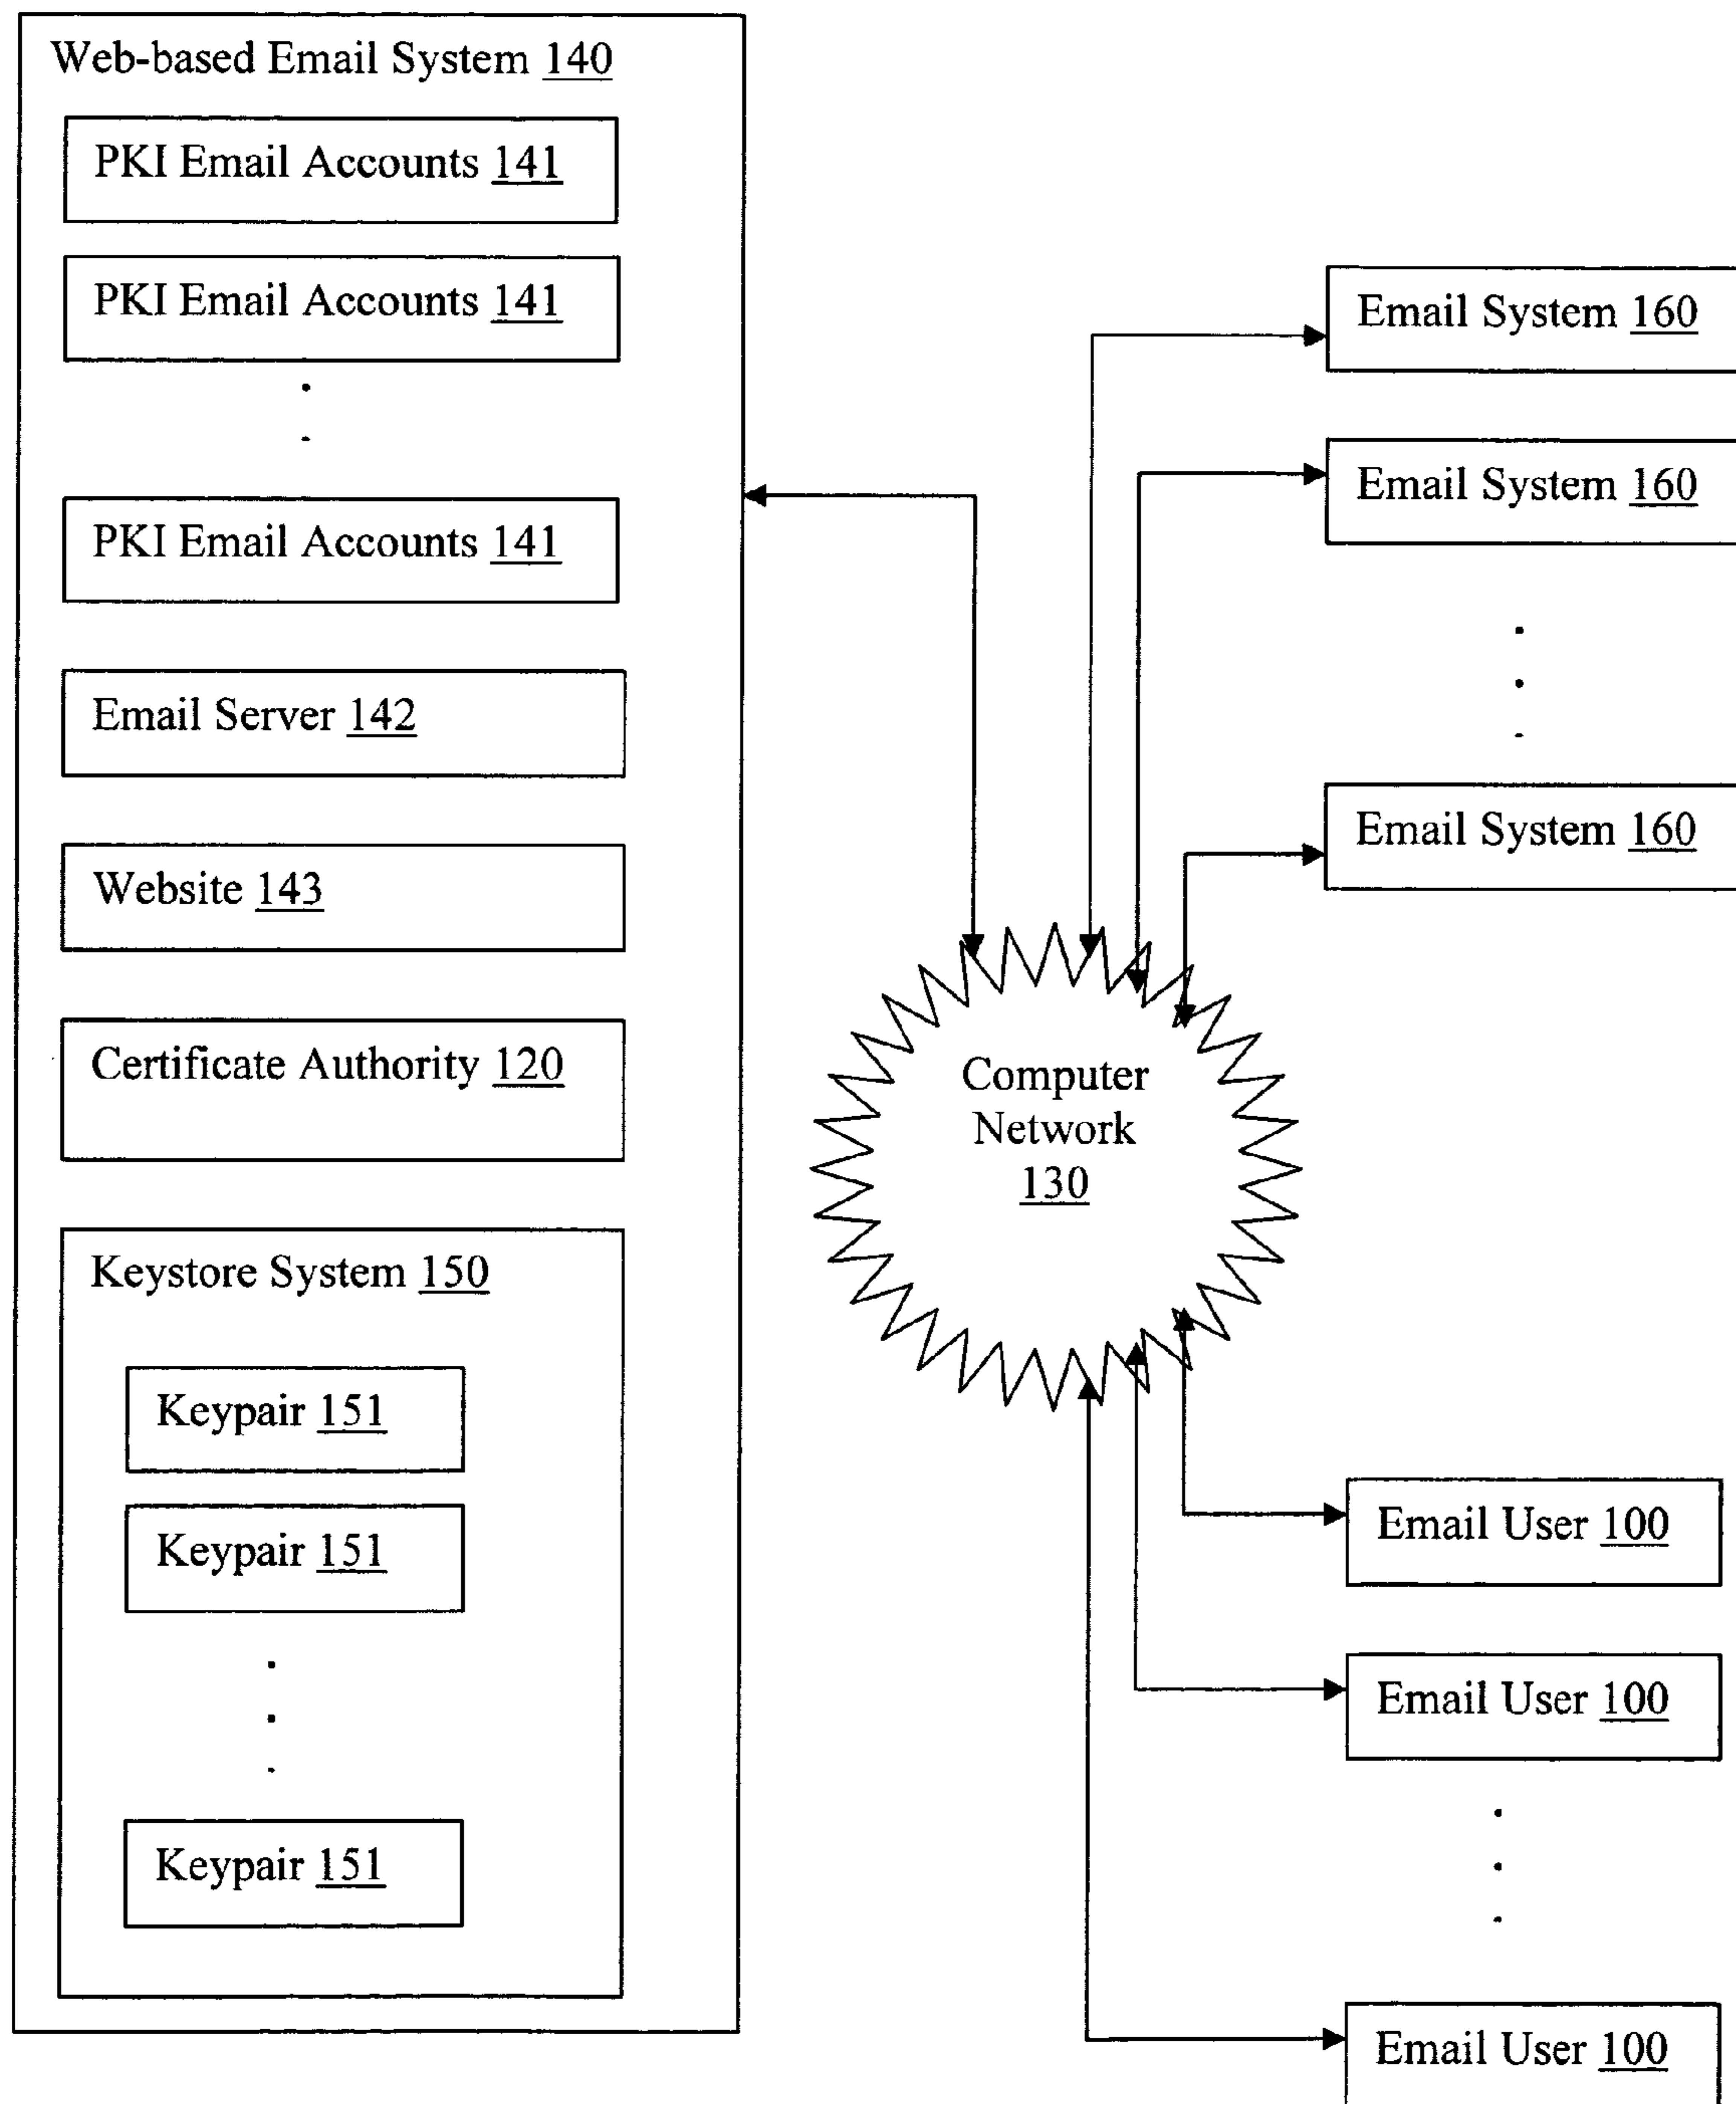 Web-based Email System 140
PKI Email Accounts 141
PKI Email Accounts 141
PKI Email Accounts 141
Email Server 142
Website 143
Certificate Authority 120
Keystore System 150
Keypair 151
Keypair 151
Keypair 151
Computer
Network
130
Email System 160
Email System 160
Email System 160
Email User 100
Email User 100
Email User 100